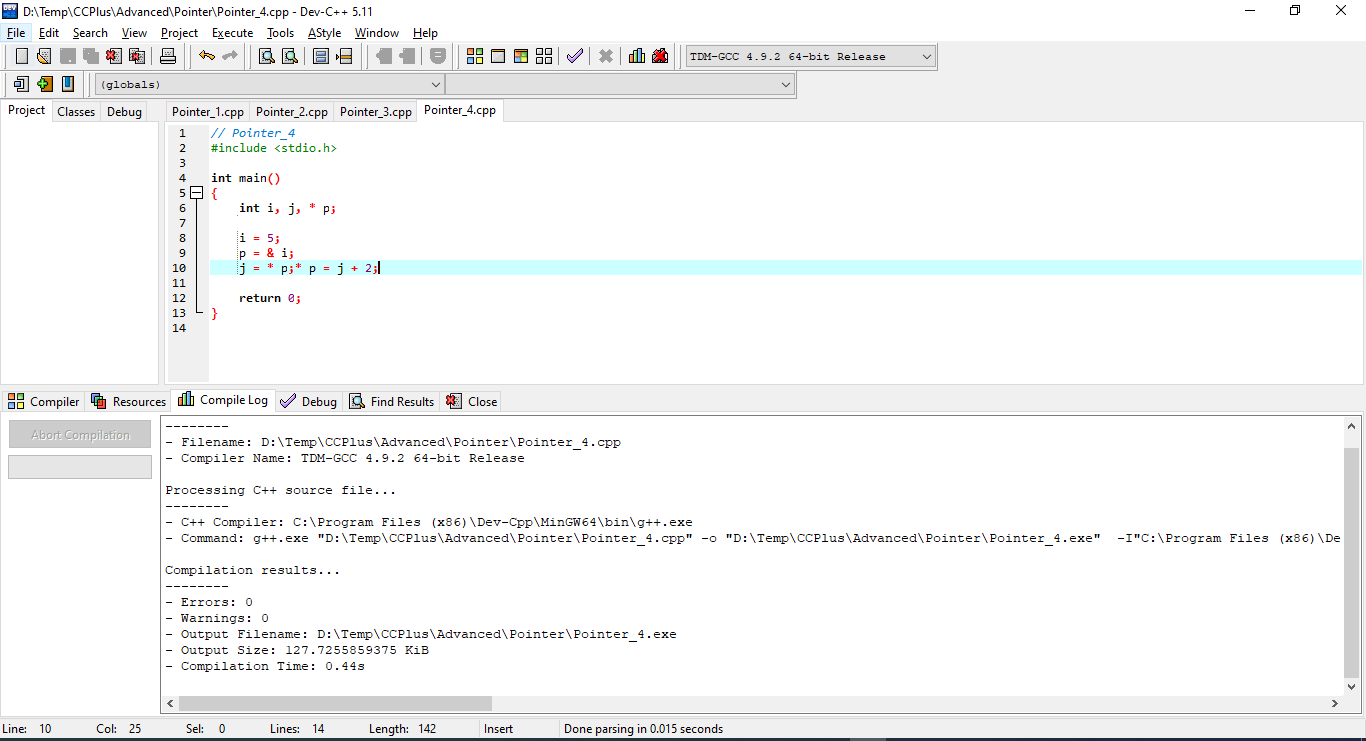 D:\Temp\CCPlus\Advanced\Pointer\Pointer_4.cpp - Dev-C++ 5.11
File Edit Search View Project Execute Tools AStyle Window Help
TDM-GCC 4.9.2 64-bit Release
(globals)
Project Classes Debug Pointer_1.cpp Pointer_2.cpp Pointer_3.cpp Pointer_4.cpp
1 // Pointer_4
2 #include <stdio.h>
3
4 int main()
5 {
6 int i, j, * p;
7
8 i = 5;
9 p = & i;
10 j = * p;* p = j + 2;
11
12 return 0;
13 }
14
Compiler Resources Compile Log Debug Find Results Close
Abort Compilation
--------
- Filename: D:\Temp\CCPlus\Advanced\Pointer\Pointer_4.cpp
- Compiler Name: TDM-GCC 4.9.2 64-bit Release
Processing C++ source file...
--------
- C++ Compiler: C:\Program Files (x86)\Dev-Cpp\MinGW64\bin\g++.exe
- Command: g++.exe "D:\Temp\CCPlus\Advanced\Pointer\Pointer_4.cpp" -o "D:\Temp\CCPlus\Advanced\Pointer\Pointer_4.exe" -I"C:\Program Files (x86)\De
Compilation results...
--------
- Errors: 0
- Warnings: 0
- Output Filename: D:\Temp\CCPlus\Advanced\Pointer\Pointer_4.exe
- Output Size: 127.7255859375 KiB
- Compilation Time: 0.44s
Line: 10 Col: 25 Sel: 0 Lines: 14 Length: 142 Insert Done parsing in 0.015 seconds